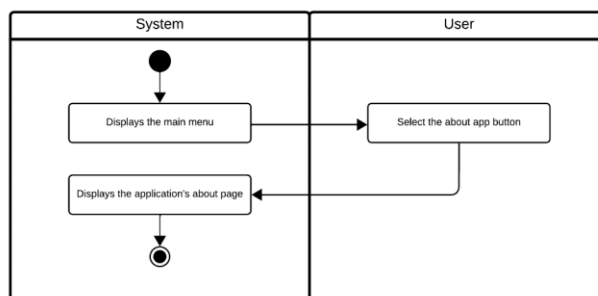 System
User
Displays the main menu
Select the about app button
Displays the application's about page